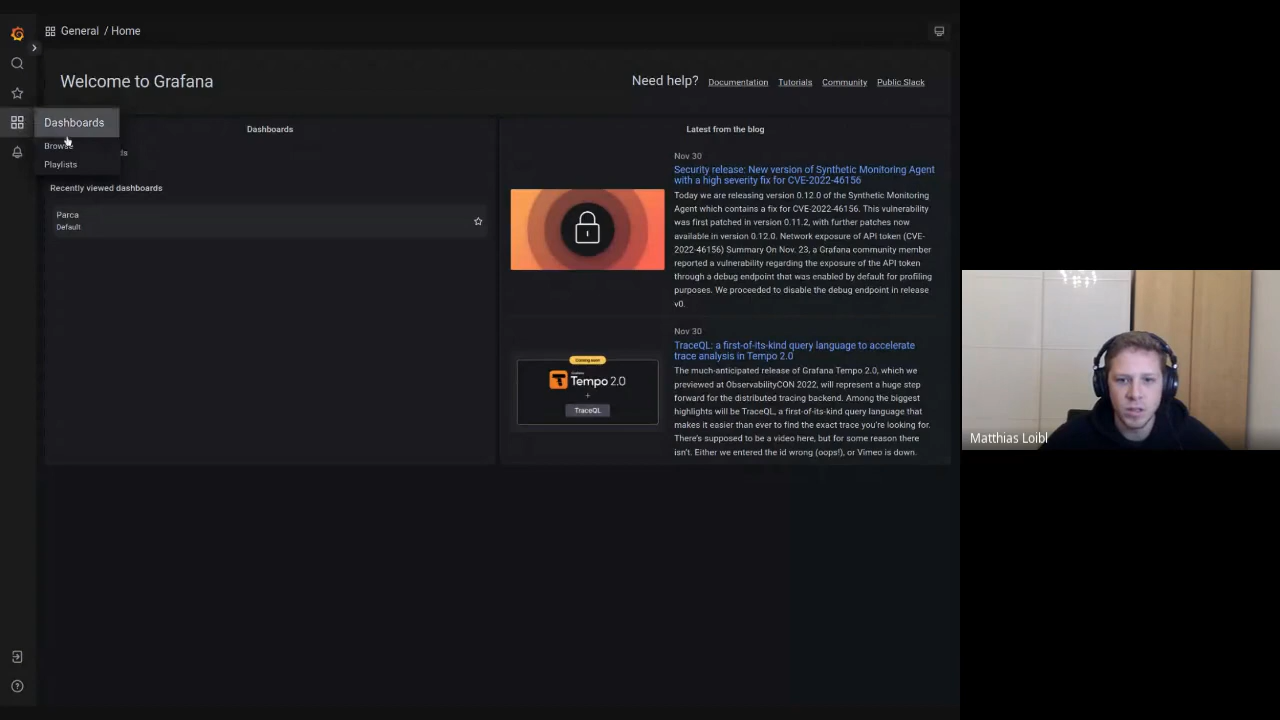 General / Home
Welcome to Grafana
Need help?
Documentation
Tutorials
Community
Public Slack
Dashboards
Browse
Playlists
Dashboards
Recently viewed dashboards
Parca
Default
Latest from the blog
Nov 30
Security release: New version of Synthetic Monitoring Agent
with a high severity fix for CVE-2022-46156
Today we are releasing version 0.12.0 of the Synthetic Monitoring
Agent which contains a fix for CVE-2022-46156. This vulnerability
was first patched in version 0.11.2, with further patches now
available in version 0.12.0. Network exposure of API token (CVE-
2022-46156) Summary On Nov. 23, a Grafana community member
reported a vulnerability regarding the exposure of the API token
through a debug endpoint that was enabled by default for profiling
purposes. We proceeded to disable the debug endpoint in release
v0.
Nov 30
TraceQL: a first-of-its-kind query language to accelerate
trace analysis in Tempo 2.0
The much-anticipated release of Grafana Tempo 2.0, which we
previewed at ObservabilityCON 2022, will represent a huge step
forward for the distributed tracing backend. Among the biggest
highlights will be TraceQL, a first-of-its-kind query language that
makes it easier than ever to find the exact trace you're looking for.
There's supposed to be a video here, but for some reason there
isn't. Either we entered the id wrong (oops!), or Vimeo is down.
Coming soon
Tempo 2.0
+
TraceQL
Matthias Loibl